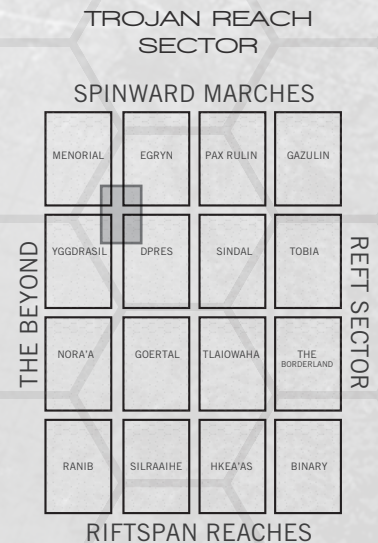 TROJAN REACH
SECTOR
SPINWARD MARCHES
MENORIAL EGRYN PAX RULIN GAZULIN
THE BEYOND
YGGDRASIL DPRES SINDAL TOBIA
REFT SECTOR
NORA'A GOERTAL TLAIOWAHA THE
BORDERLAND
RANIB SILRAAIHE HKEA'AS BINARY
RIFTSPAN REACHES